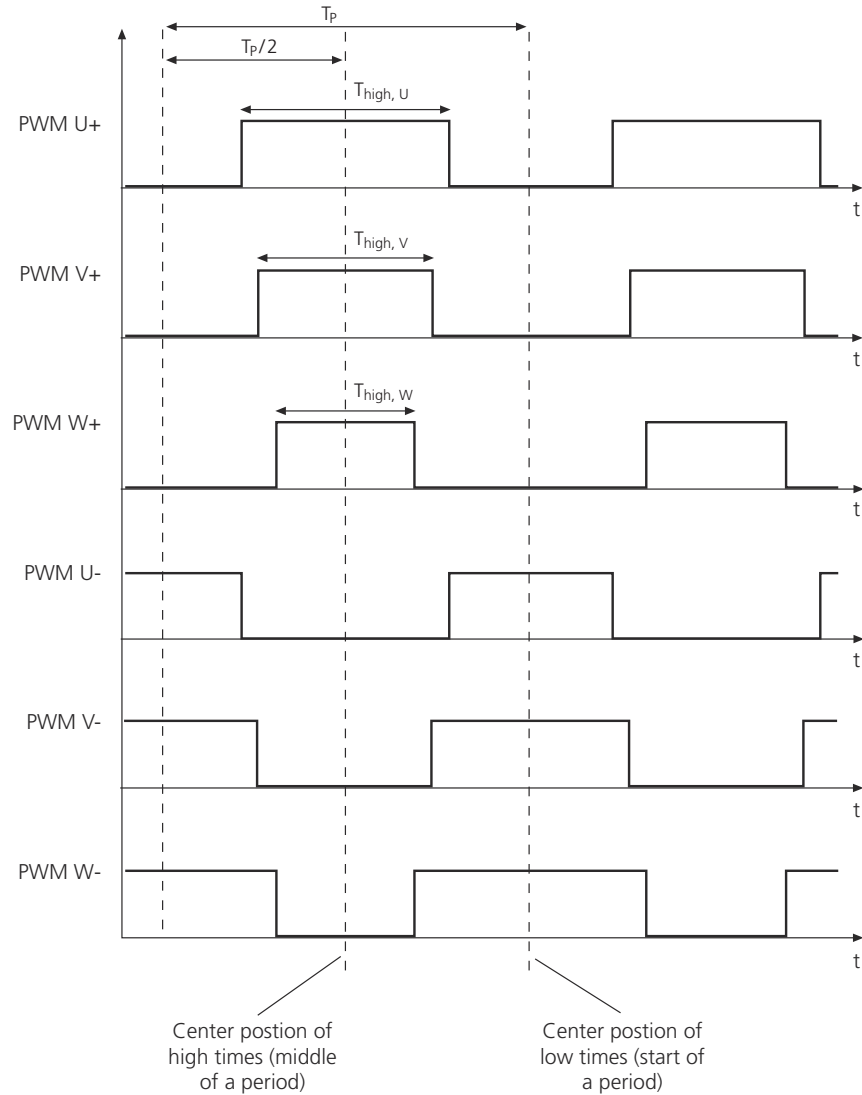 TP
TP/2
Thigh, U
PWM U+
t
Thigh, V
PWM V+
t
Thigh, W
PWM W+
t
PWM U-
t
PWM V-
t
PWM W-
t
Center postion of
high times (middle
of a period)
Center postion of
low times (start of
a period)